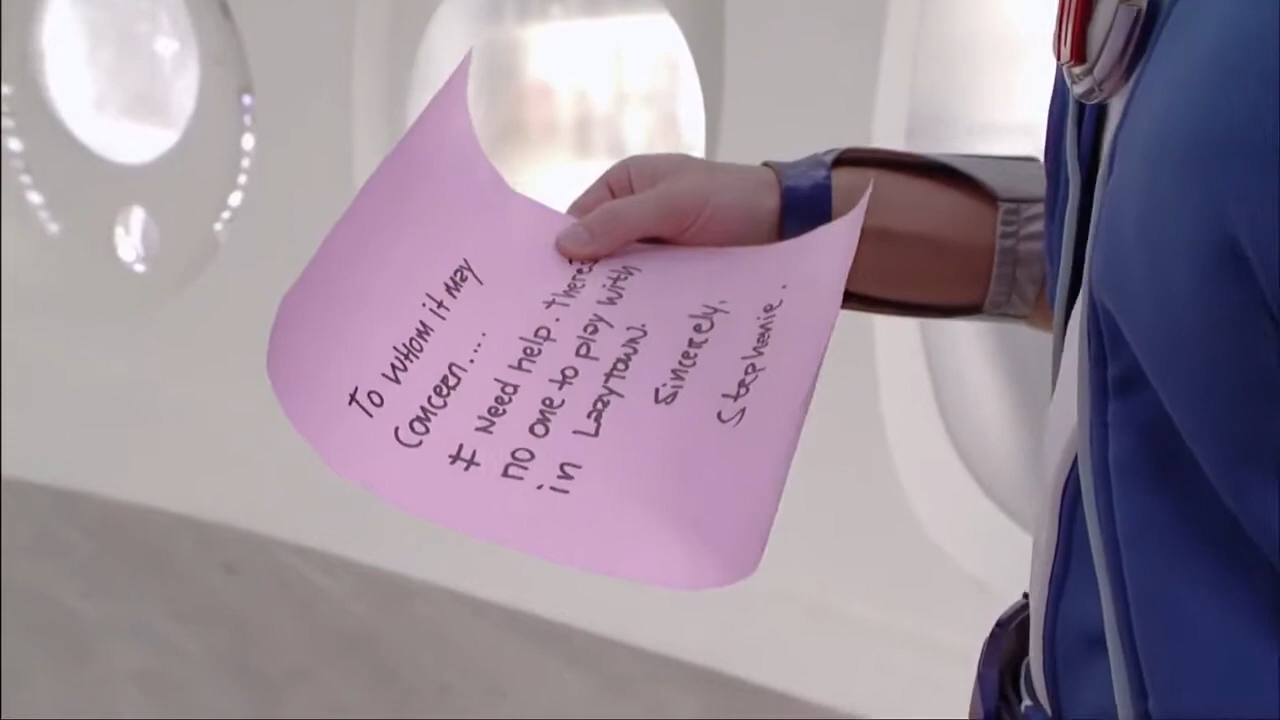 To whom it may
Concern....
I Need help. There's
no one to play with
in Lazytown.
Sincerely,
Stephanie.